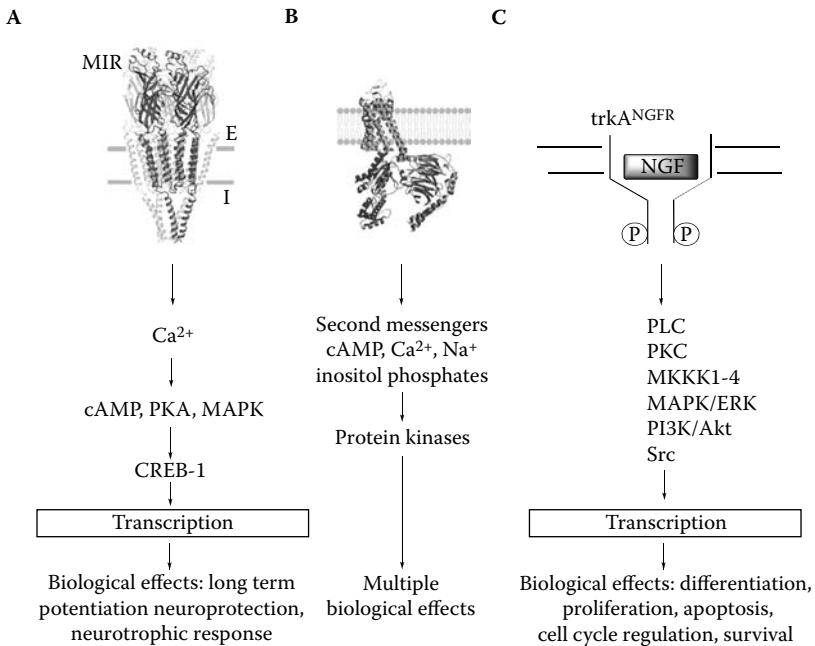 A
MIR
E
I
Ca2+
cAMP, PKA, MAPK
CREB-1
Transcription
Biological effects: long term
potentiation neuroprotection,
neurotrophic response
B
Second messengers
cAMP, Ca2+, Na+
inositol phosphates
Protein kinases
Multiple
biological effects
C
trkANGFR
NGF
P P
PLC
PKC
MKKK1-4
MAPK/ERK
PI3K/Akt
Src
Transcription
Biological effects: differentiation,
proliferation, apoptosis,
cell cycle regulation, survival